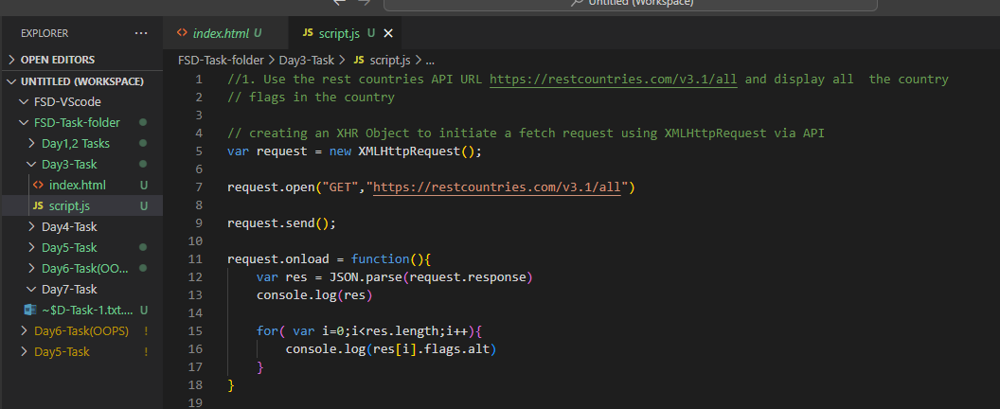 Untitled (Workspace)
EXPLORER ...
OPEN EDITORS
UNTITLED (WORKSPACE)
FSD-VScode
FSD-Task-folder
Day1,2 Tasks
Day3-Task
index.html U
JS script.js U
Day4-Task
Day5-Task
Day6-Task(OO...
Day7-Task
~$D-Task-1.txt.... U
Day6-Task(OOPS) !
Day5-Task !
index.html U
JS script.js U
FSD-Task-folder > Day3-Task > JS script.js > ...
1 //1. Use the rest countries API URL https://restcountries.com/v3.1/all and display all  the country
2 // flags in the country
3
4 // creating an XHR Object to initiate a fetch request using XMLHttpRequest via API
5 var request = new XMLHttpRequest();
6
7 request.open("GET","https://restcountries.com/v3.1/all")
8
9 request.send();
10
11 request.onload = function(){
12     var res = JSON.parse(request.response)
13     console.log(res)
14
15     for( var i=0;i<res.length;i++){
16         console.log(res[i].flags.alt)
17     }
18 }
19